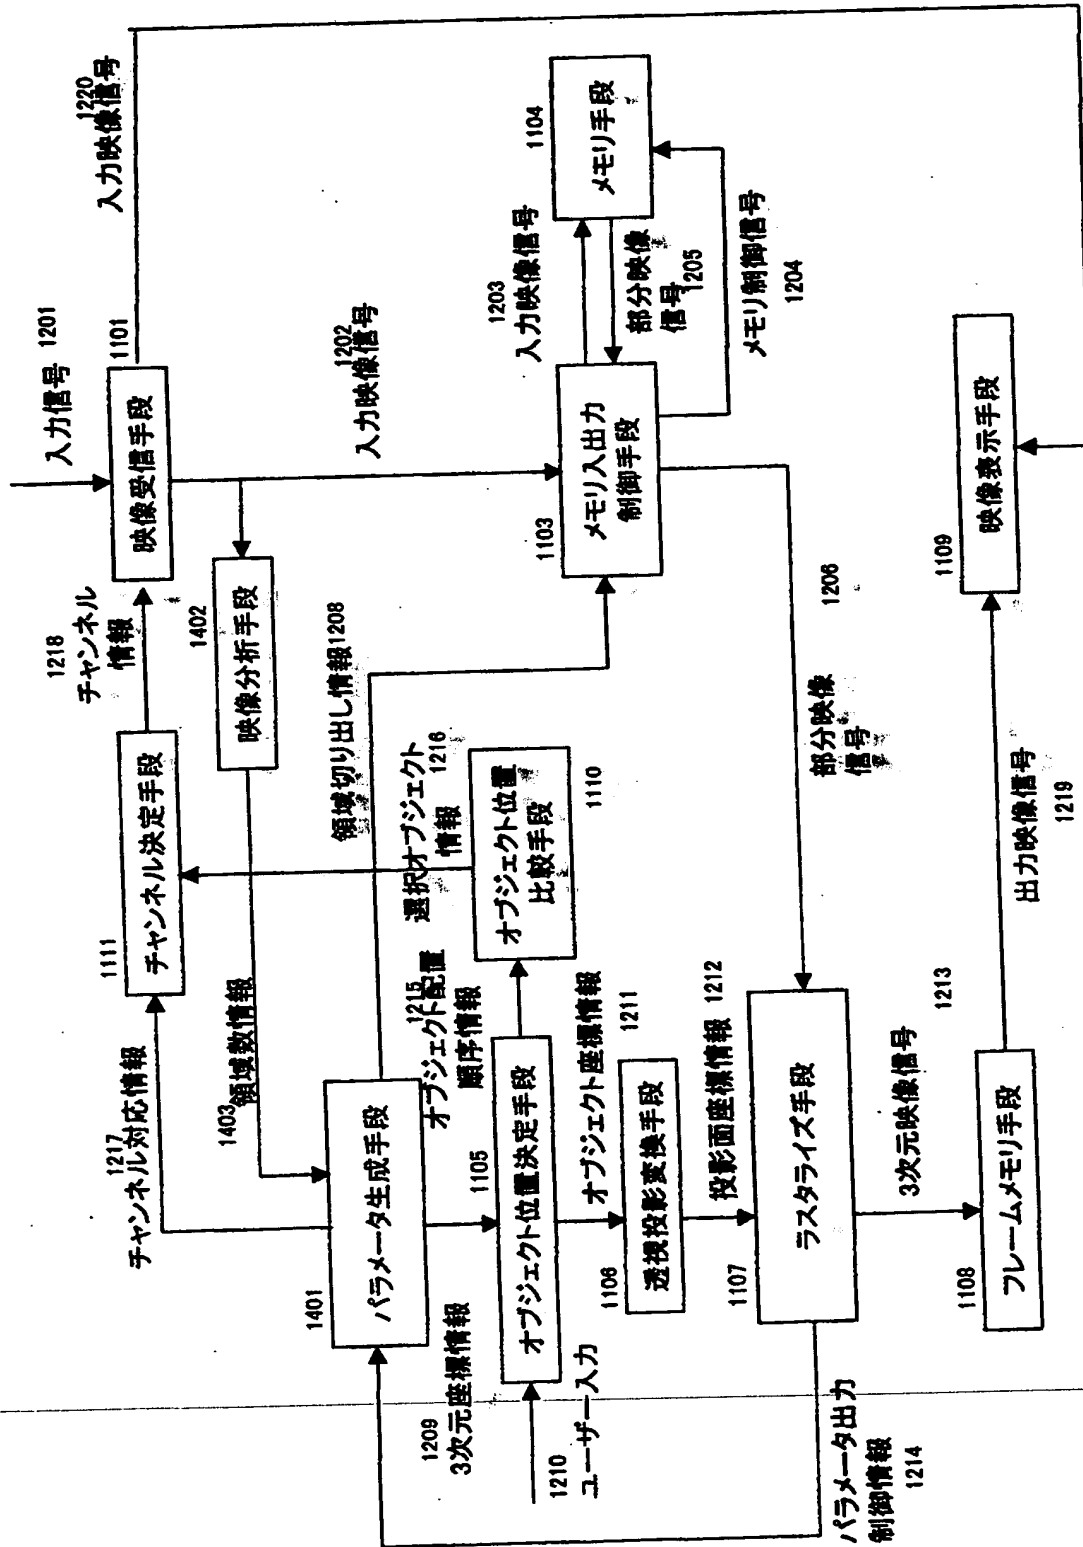 入力信号 1201
1220
入力映像信号
1101
映像受信手段
1218
チャンネル
情報
1111
チャンネル決定手段
1217
チャンネル対応情報
1402
映像分析手段
1202
入力映像信号
1403
領域数情報
1401
パラメータ生成手段
領域切り出し情報1208
1103
メモリ入出力
制御手段
1203
入力映像信号
1104
メモリ手段
部分映像
信号
1205
メモリ制御信号
1204
1216
選択オブジェクト
情報
1110
オブジェクト位置
比較手段
1215
オブジェクト配置
順序情報
1209
3次元座標情報
1105
オブジェクト位置決定手段
1210
ユーザー入力
オブジェクト座標情報
1211
1106
透視投影変換手段
投影面座標情報 1212
1206
部分映像
信号
1107
ラスタライズ手段
パラメータ出力
制御情報
1214
3次元映像信号
1213
1108
フレームメモリ手段
出力映像信号
1219
1109
映像表示手段